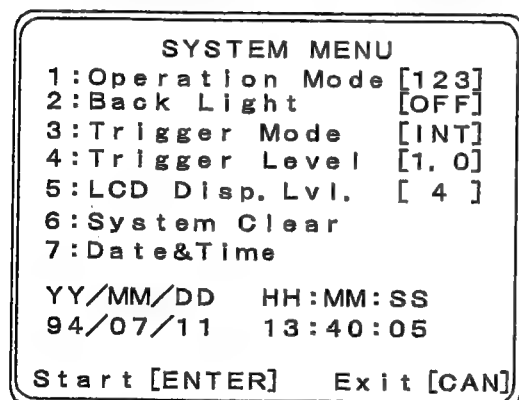 SYSTEM MENU
1:Operation Mode [123]
2:Back Light [OFF]
3:Trigger Mode [INT]
4:Trigger Level [1. 0]
5:LCD Disp. Lvl. [ 4 ]
6:System Clear
7:Date&Time
YY/MM/DD HH:MM:SS
94/07/11 13:40:05
Start [ENTER] Exit [CAN]